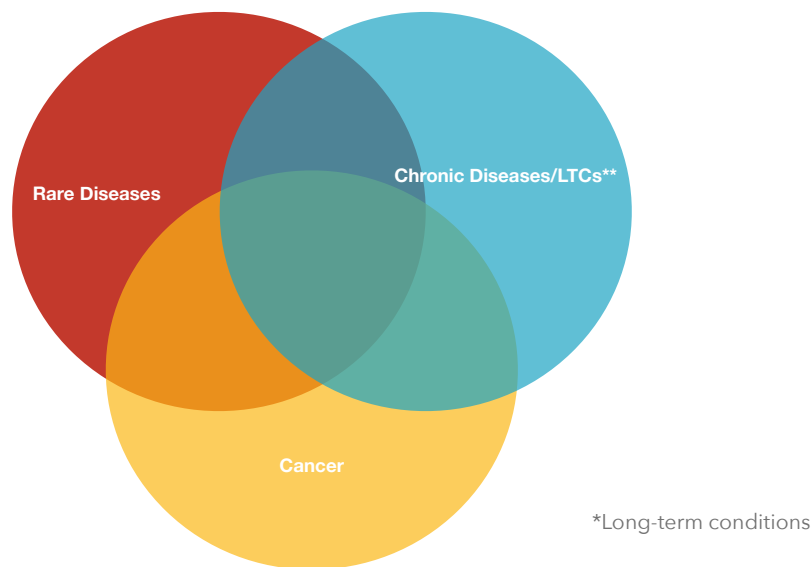 Chronic Diseases/LTCs**
Rare Diseases
Cancer
*Long-term conditions